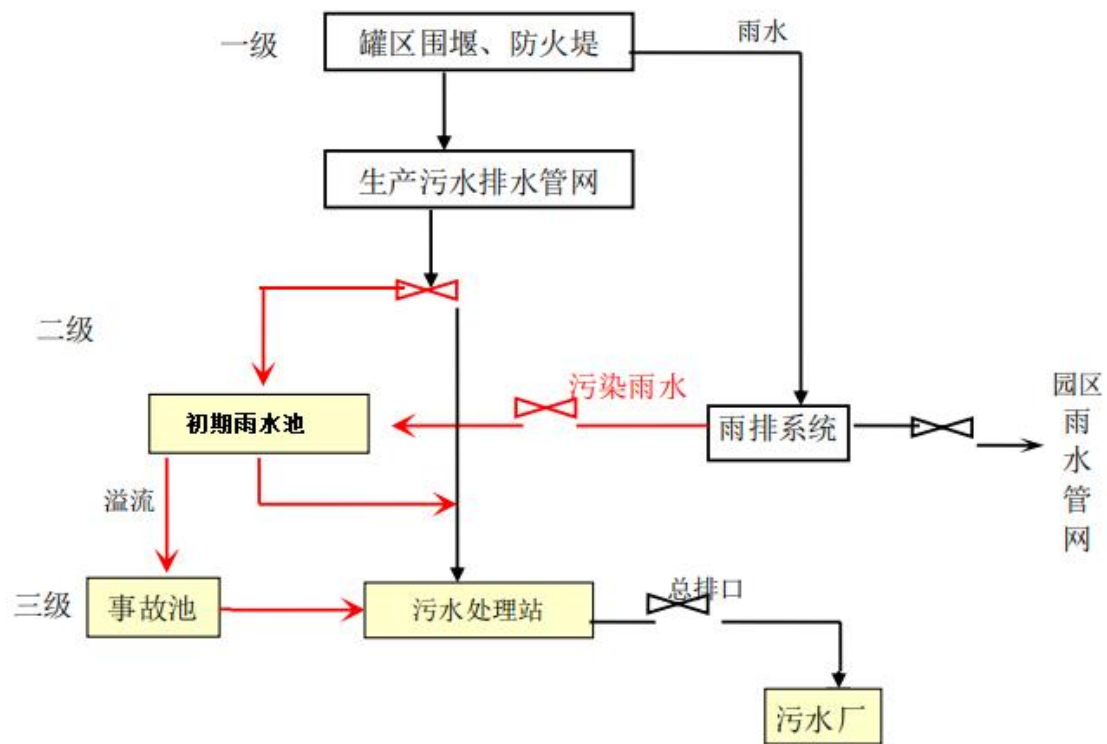 一级
罐区围堰、防火堤
雨水
生产污水排水管网
二级
污染雨水
园区
雨
水
管
网
初期雨水池
雨排系统
溢流
三级
事故池
污水处理站
总排口
污水厂